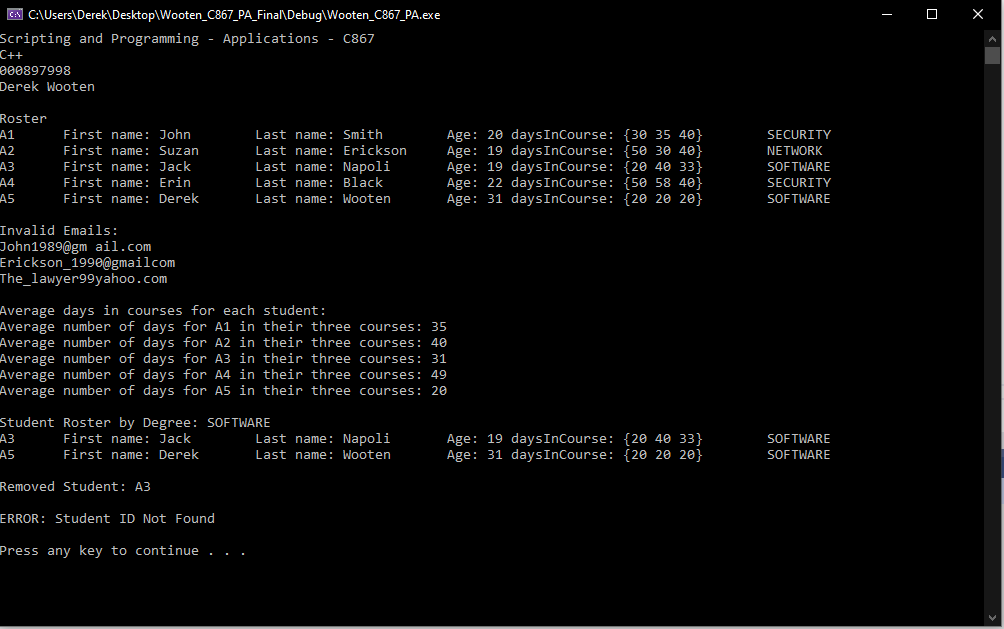 C:\Users\Derek\Desktop\Wooten_C867_PA_Final\Debug\Wooten_C867_PA.exe
Scripting and Programming - Applications - C867
C++
000897998
Derek Wooten
Roster
A1 First name: John Last name: Smith Age: 20 daysInCourse: {30 35 40} SECURITY
A2 First name: Suzan Last name: Erickson Age: 19 daysInCourse: {50 30 40} NETWORK
A3 First name: Jack Last name: Napoli Age: 19 daysInCourse: {20 40 33} SOFTWARE
A4 First name: Erin Last name: Black Age: 22 daysInCourse: {50 58 40} SECURITY
A5 First name: Derek Last name: Wooten Age: 31 daysInCourse: {20 20 20} SOFTWARE
Invalid Emails:
John1989@gm ail.com
Erickson_1990@gmailcom
The_lawyer99yahoo.com
Average days in courses for each student:
Average number of days for A1 in their three courses: 35
Average number of days for A2 in their three courses: 40
Average number of days for A3 in their three courses: 31
Average number of days for A4 in their three courses: 49
Average number of days for A5 in their three courses: 20
Student Roster by Degree: SOFTWARE
A3 First name: Jack Last name: Napoli Age: 19 daysInCourse: {20 40 33} SOFTWARE
A5 First name: Derek Last name: Wooten Age: 31 daysInCourse: {20 20 20} SOFTWARE
Removed Student: A3
ERROR: Student ID Not Found
Press any key to continue . . .